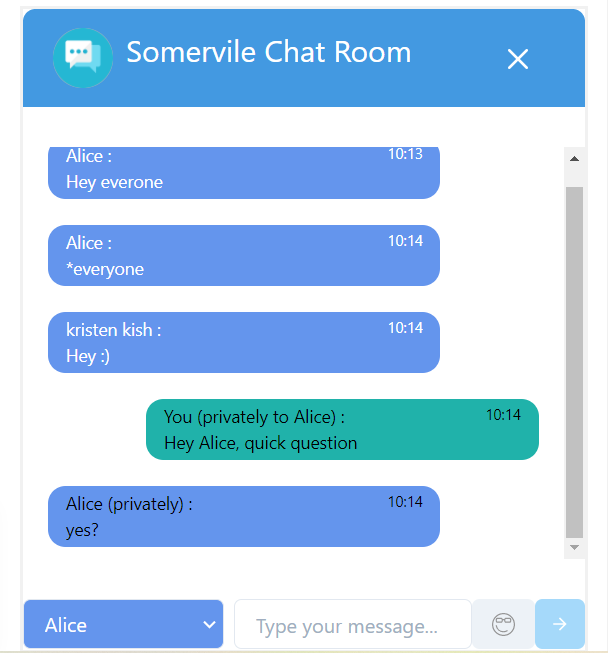 Somervile Chat Room
Alice : 10:13
Hey everone
Alice : 10:14
*everyone
kristen kish : 10:14
Hey :)
You (privately to Alice) : 10:14
Hey Alice, quick question
Alice (privately) : 10:14
yes?
Alice Type your message...